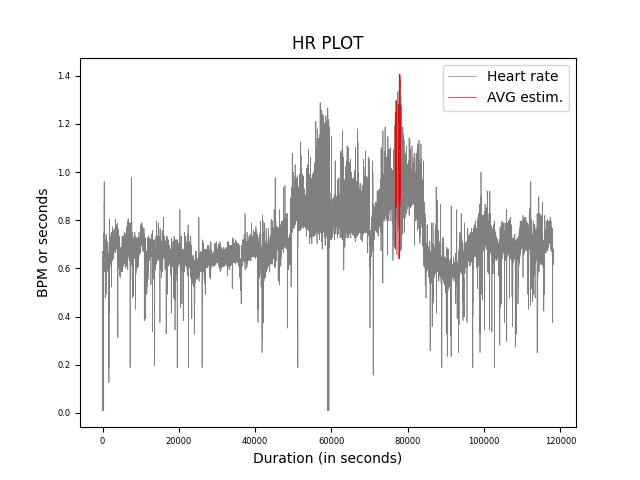 HR PLOT
Heart rate
AVG estim.
1.4
1.2
1.0
0.8
0.6
0.4
0.2
0.0
BPM or seconds
0 20000 40000 60000 80000 100000 120000
Duration (in seconds)